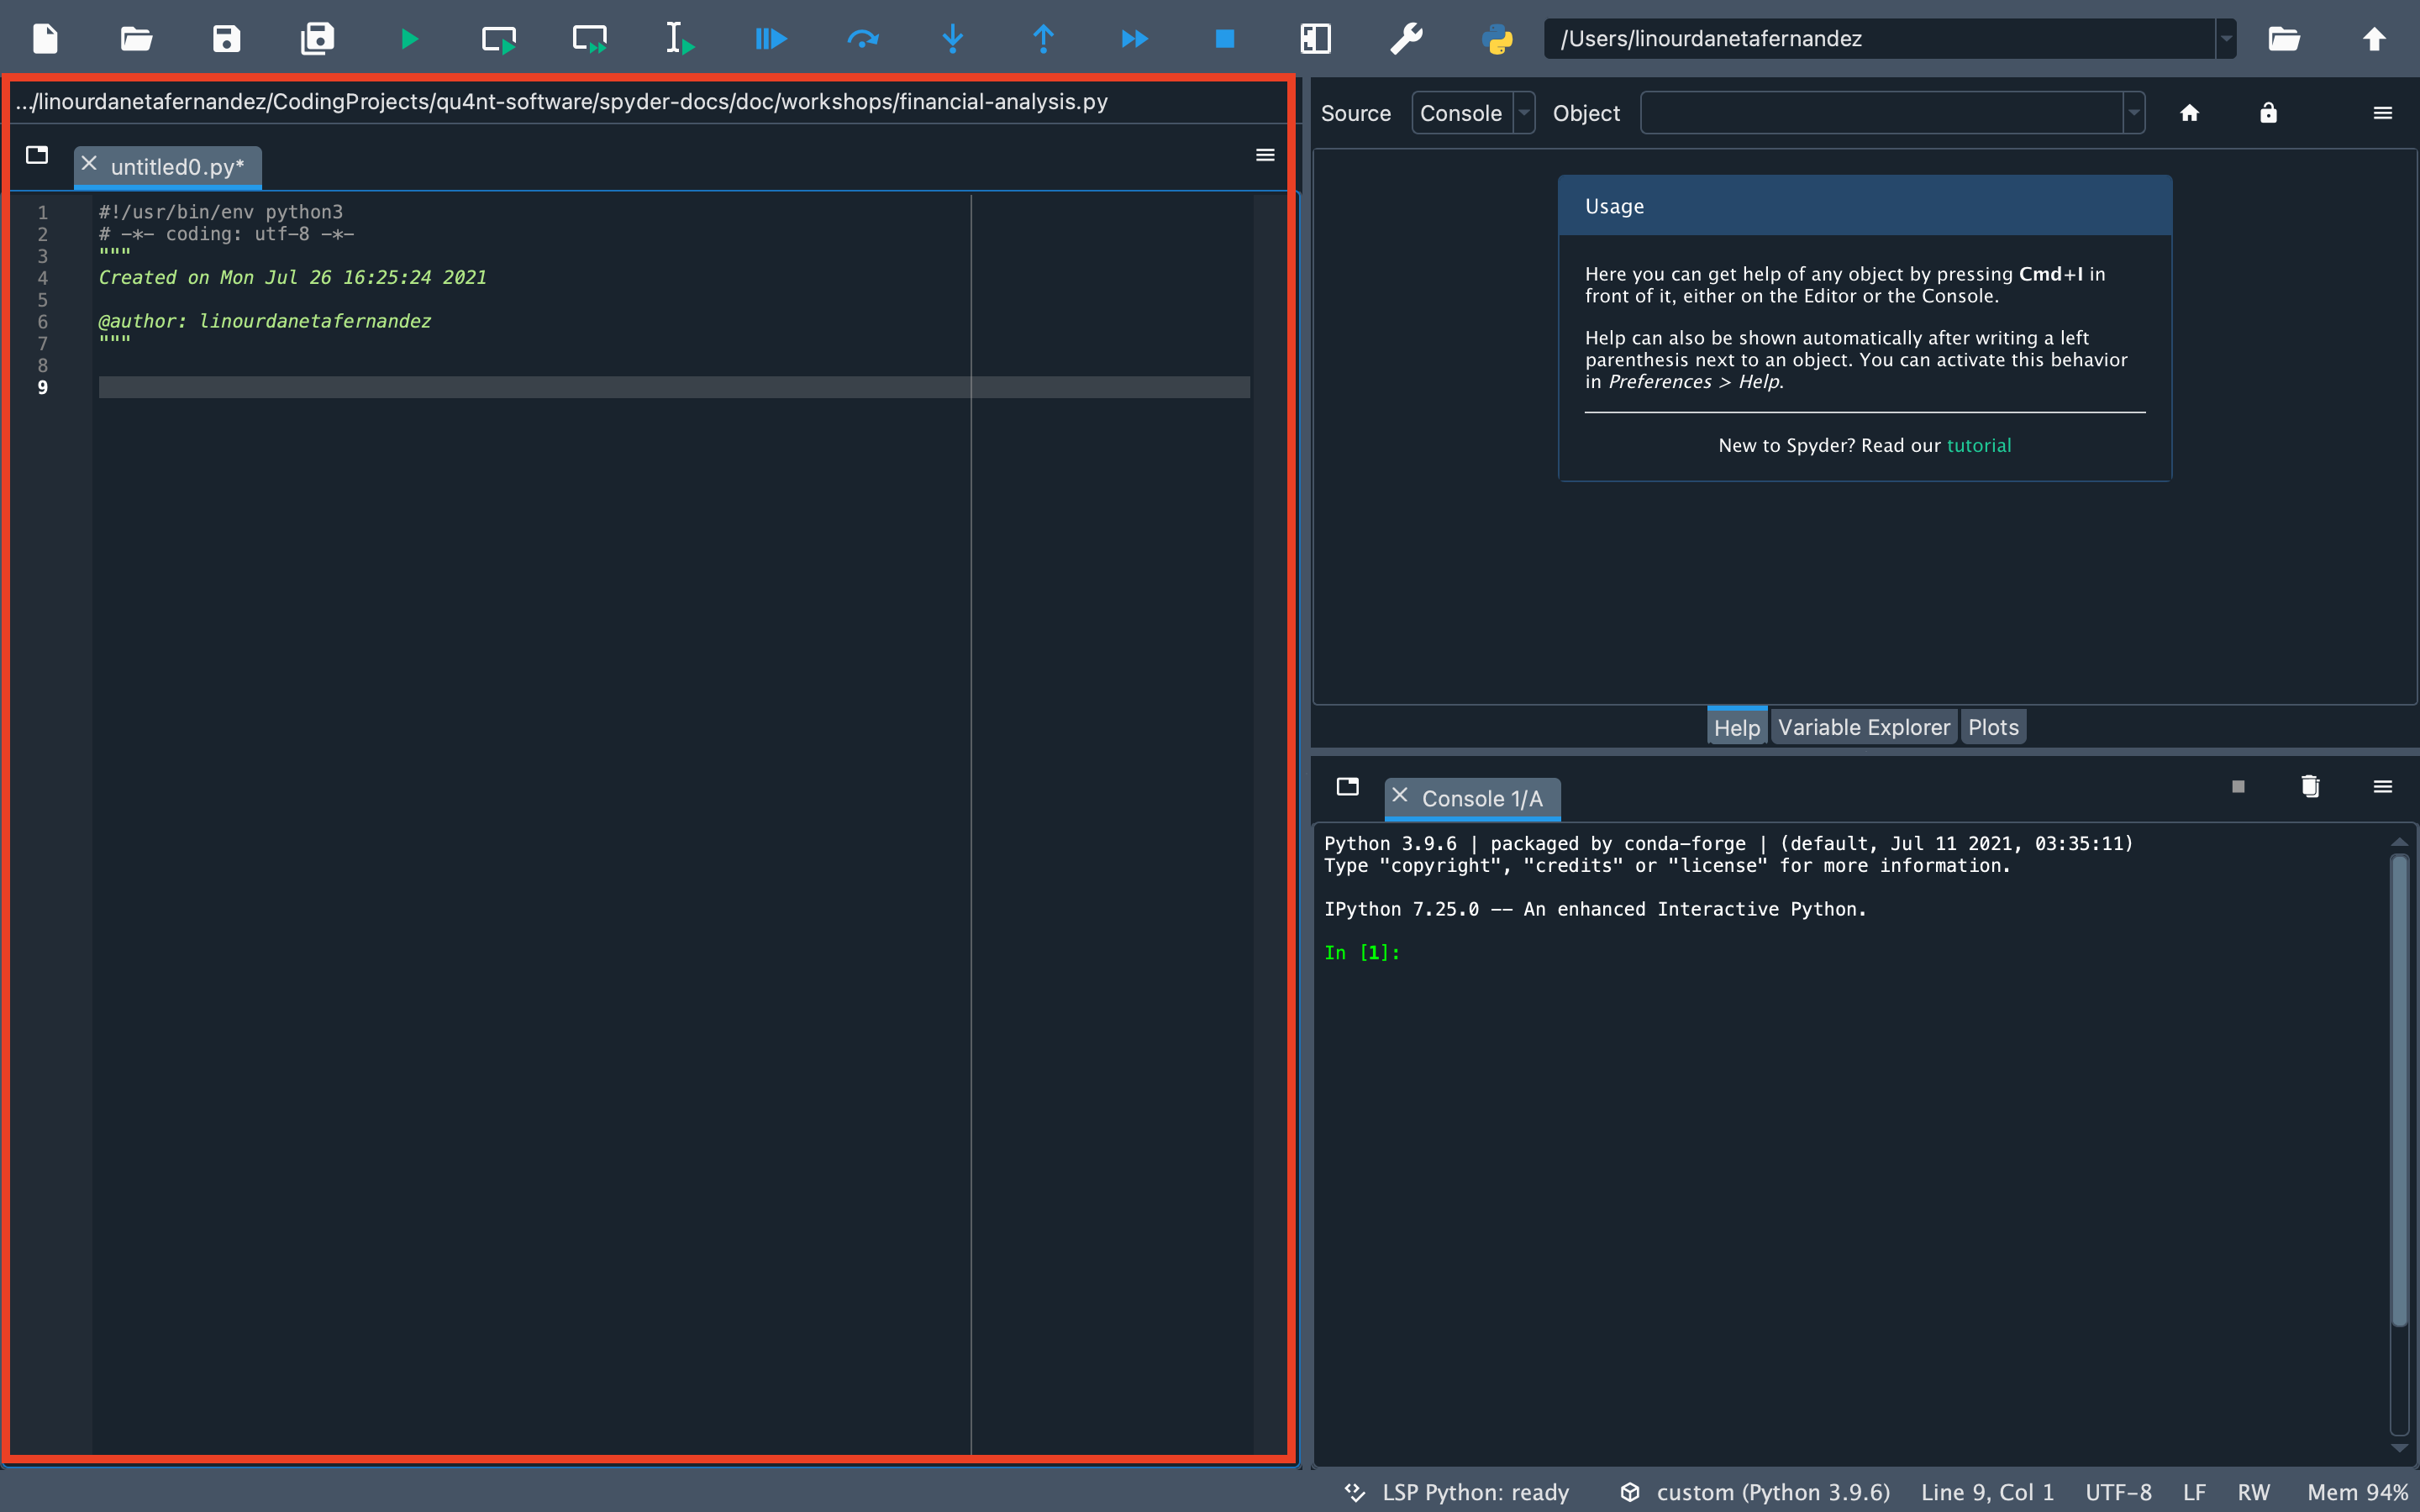 /Users/linourdanetafernandez
.../linourdanetafernandez/CodingProjects/qu4nt-software/spyder-docs/doc/workshops/financial-analysis.py
untitled0.py*
1 #!/usr/bin/env python3
2 # -*- coding: utf-8 -*-
3 """
4 Created on Mon Jul 26 16:25:24 2021
5
6 @author: linourdanetafernandez
7 """
8
9
Source Console Object
Usage
Here you can get help of any object by pressing Cmd+I in
front of it, either on the Editor or the Console.
Help can also be shown automatically after writing a left
parenthesis next to an object. You can activate this behavior
in Preferences > Help.
New to Spyder? Read our tutorial
Help Variable Explorer Plots
Console 1/A
Python 3.9.6 | packaged by conda-forge | (default, Jul 11 2021, 03:35:11)
Type "copyright", "credits" or "license" for more information.
IPython 7.25.0 -- An enhanced Interactive Python.
In [1]:
LSP Python: ready custom (Python 3.9.6) Line 9, Col 1 UTF-8 LF RW Mem 94%